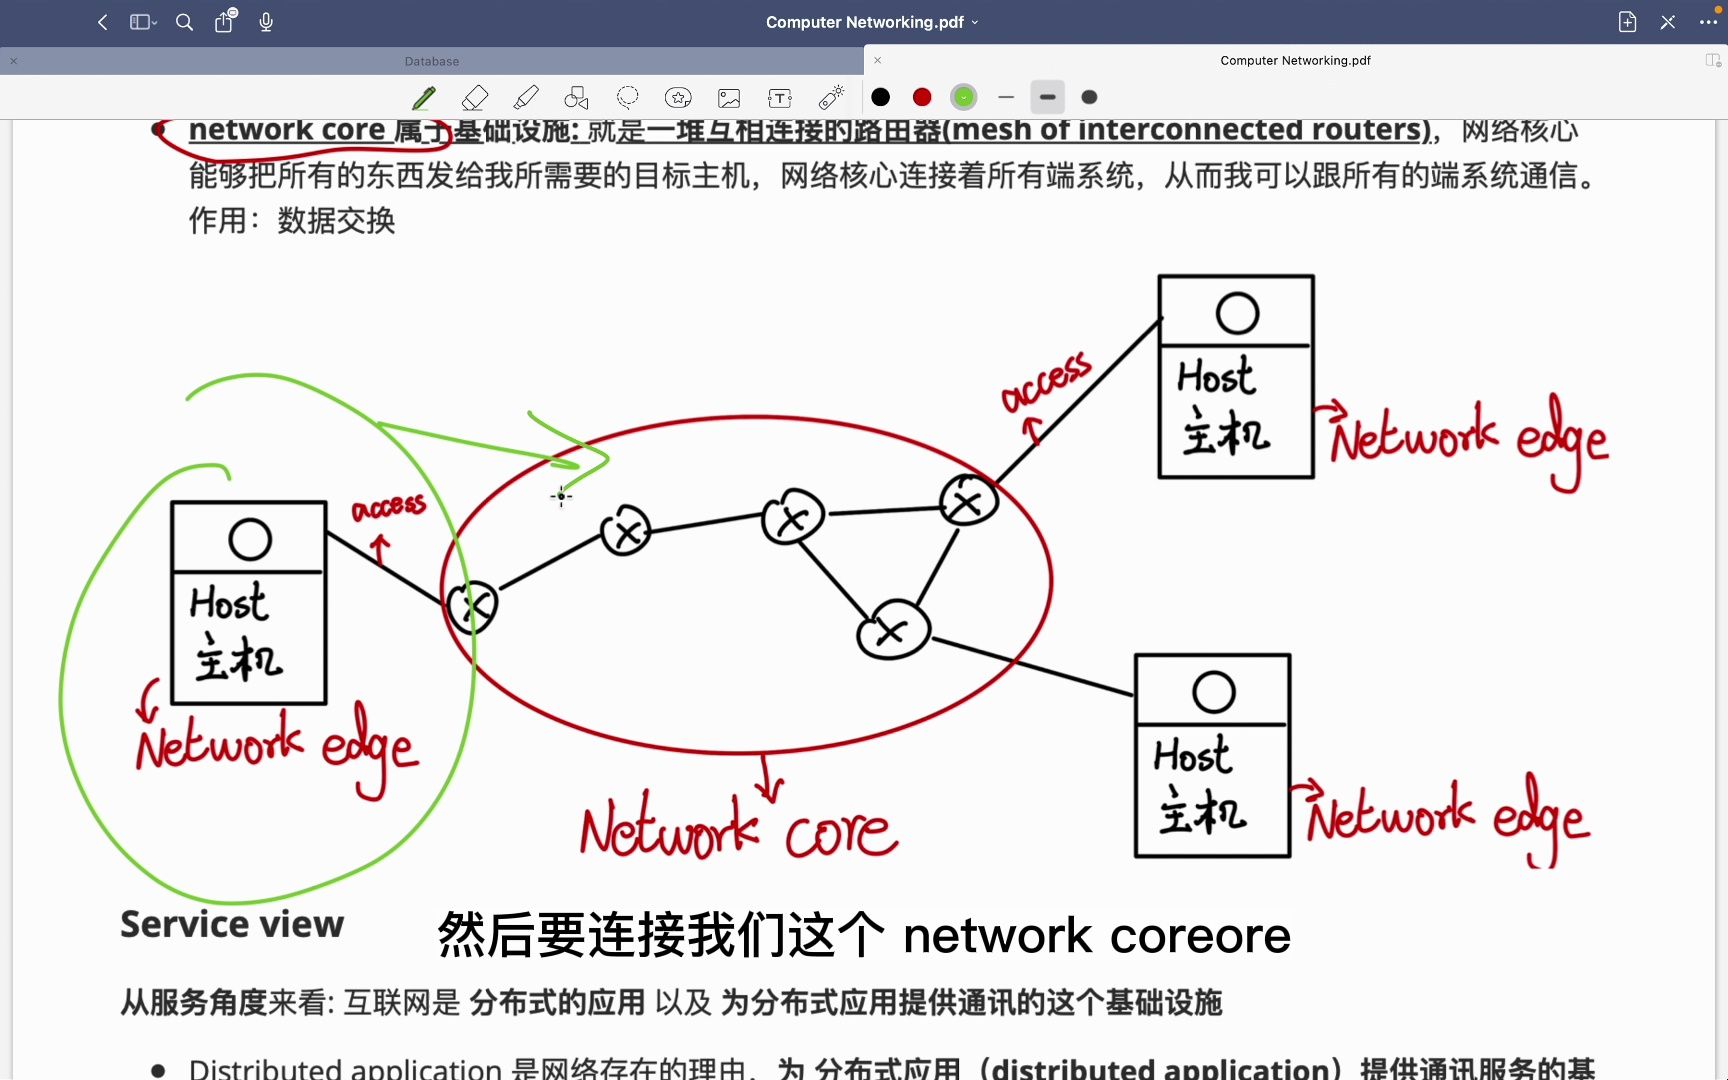 Computer Networking.pdf
Database
Computer Networking.pdf
network core 属于基础设施: 就是一堆互相连接的路由器(mesh of interconnected routers)，网络核心
能够把所有的东西发给我所需要的目标主机，网络核心连接着所有端系统，从而我可以跟所有的端系统通信。
作用：数据交换
Host
主机
access
Network edge
access
Host
主机
Network edge
Host
主机
Network edge
Network core
Service view
然后要连接我们这个 network coreore
从服务角度来看: 互联网是 分布式的应用 以及 为分布式应用提供通讯的这个基础设施
Distributed application 是网络存在的理由，为 分布式应用（distributed application）提供通讯服务的基